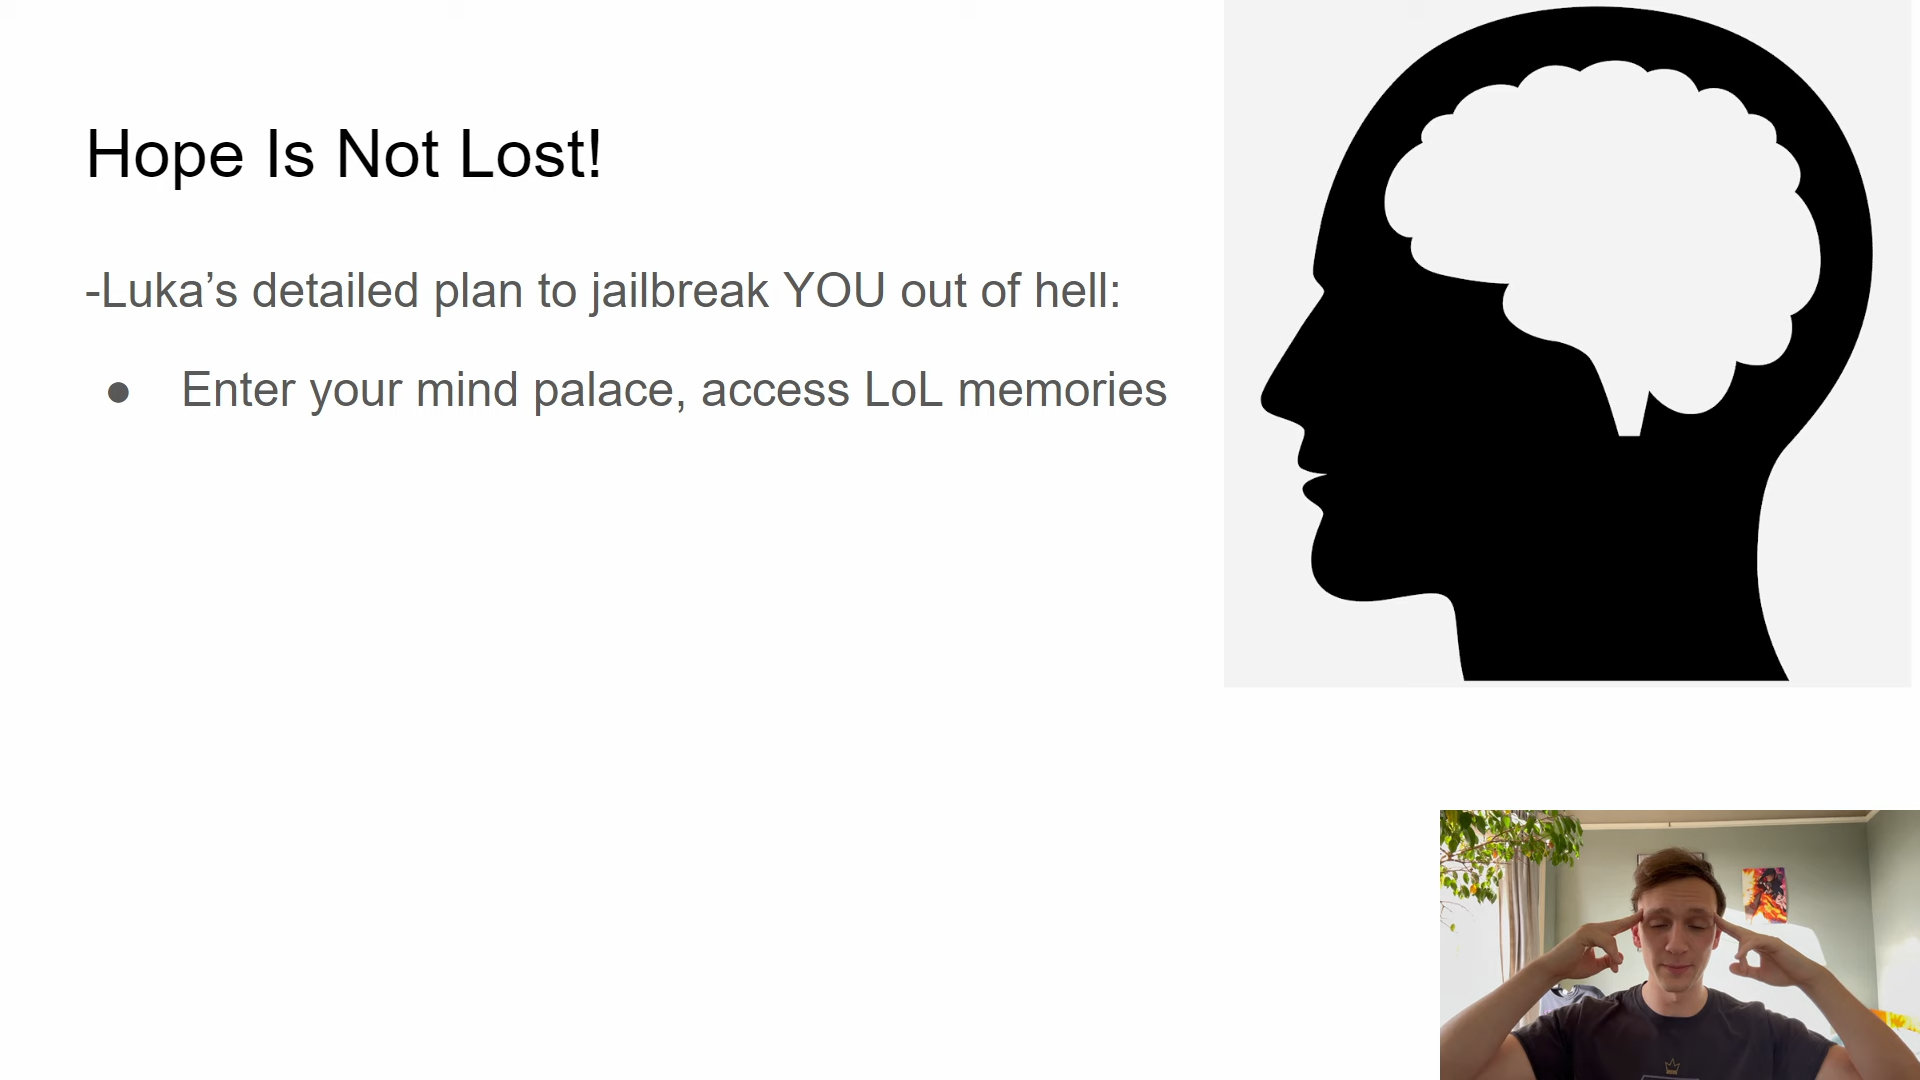 Hope Is Not Lost!
-Luka’s detailed plan to jailbreak YOU out of hell:
● Enter your mind palace, access LoL memories